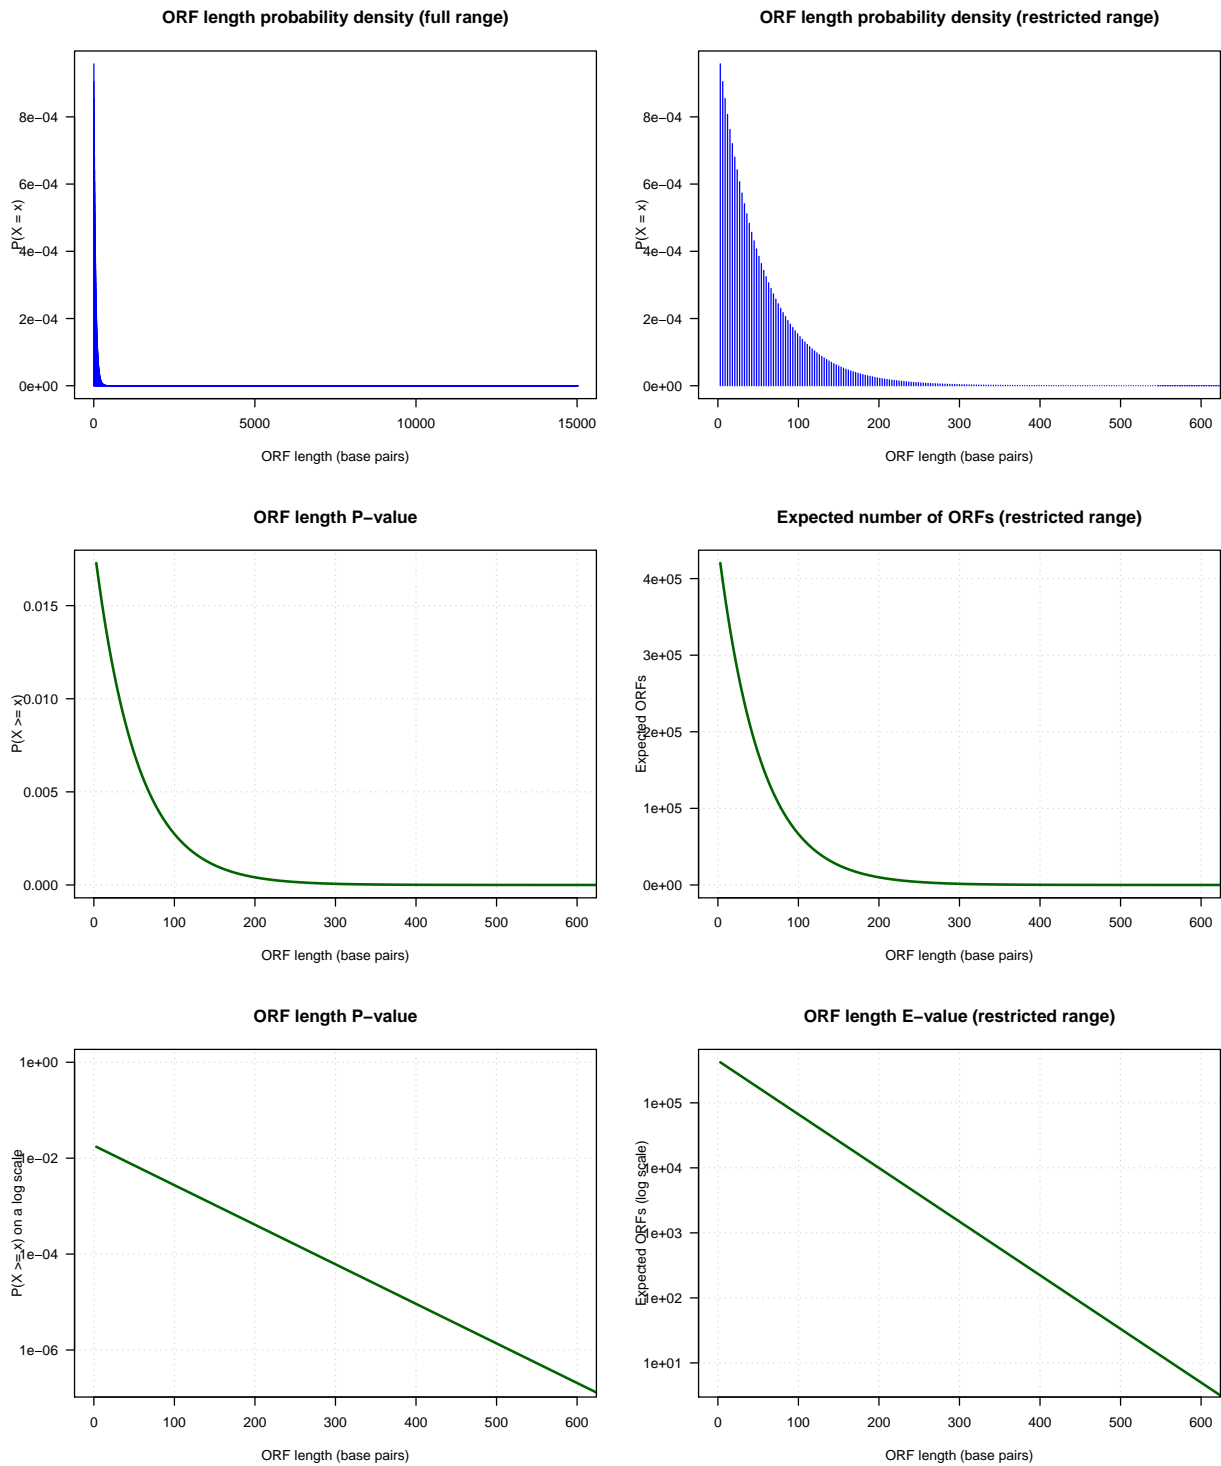 ORF length probability density (full range)
P(X = x)
8e−04
6e−04
4e−04
2e−04
0e+00
0 5000 10000 15000
ORF length (base pairs)
ORF length probability density (restricted range)
P(X = x)
8e−04
6e−04
4e−04
2e−04
0e+00
0 100 200 300 400 500 600
ORF length (base pairs)
ORF length P−value
P(X >= x)
0.015
0.010
0.005
0.000
0 100 200 300 400 500 600
ORF length (base pairs)
Expected number of ORFs (restricted range)
Expected ORFs
4e+05
3e+05
2e+05
1e+05
0e+00
0 100 200 300 400 500 600
ORF length (base pairs)
ORF length P−value
P(X >= x) on a log scale
1e+00
1e−02
1e−04
1e−06
0 100 200 300 400 500 600
ORF length (base pairs)
ORF length E−value (restricted range)
Expected ORFs (log scale)
1e+05
1e+04
1e+03
1e+02
1e+01
0 100 200 300 400 500 600
ORF length (base pairs)